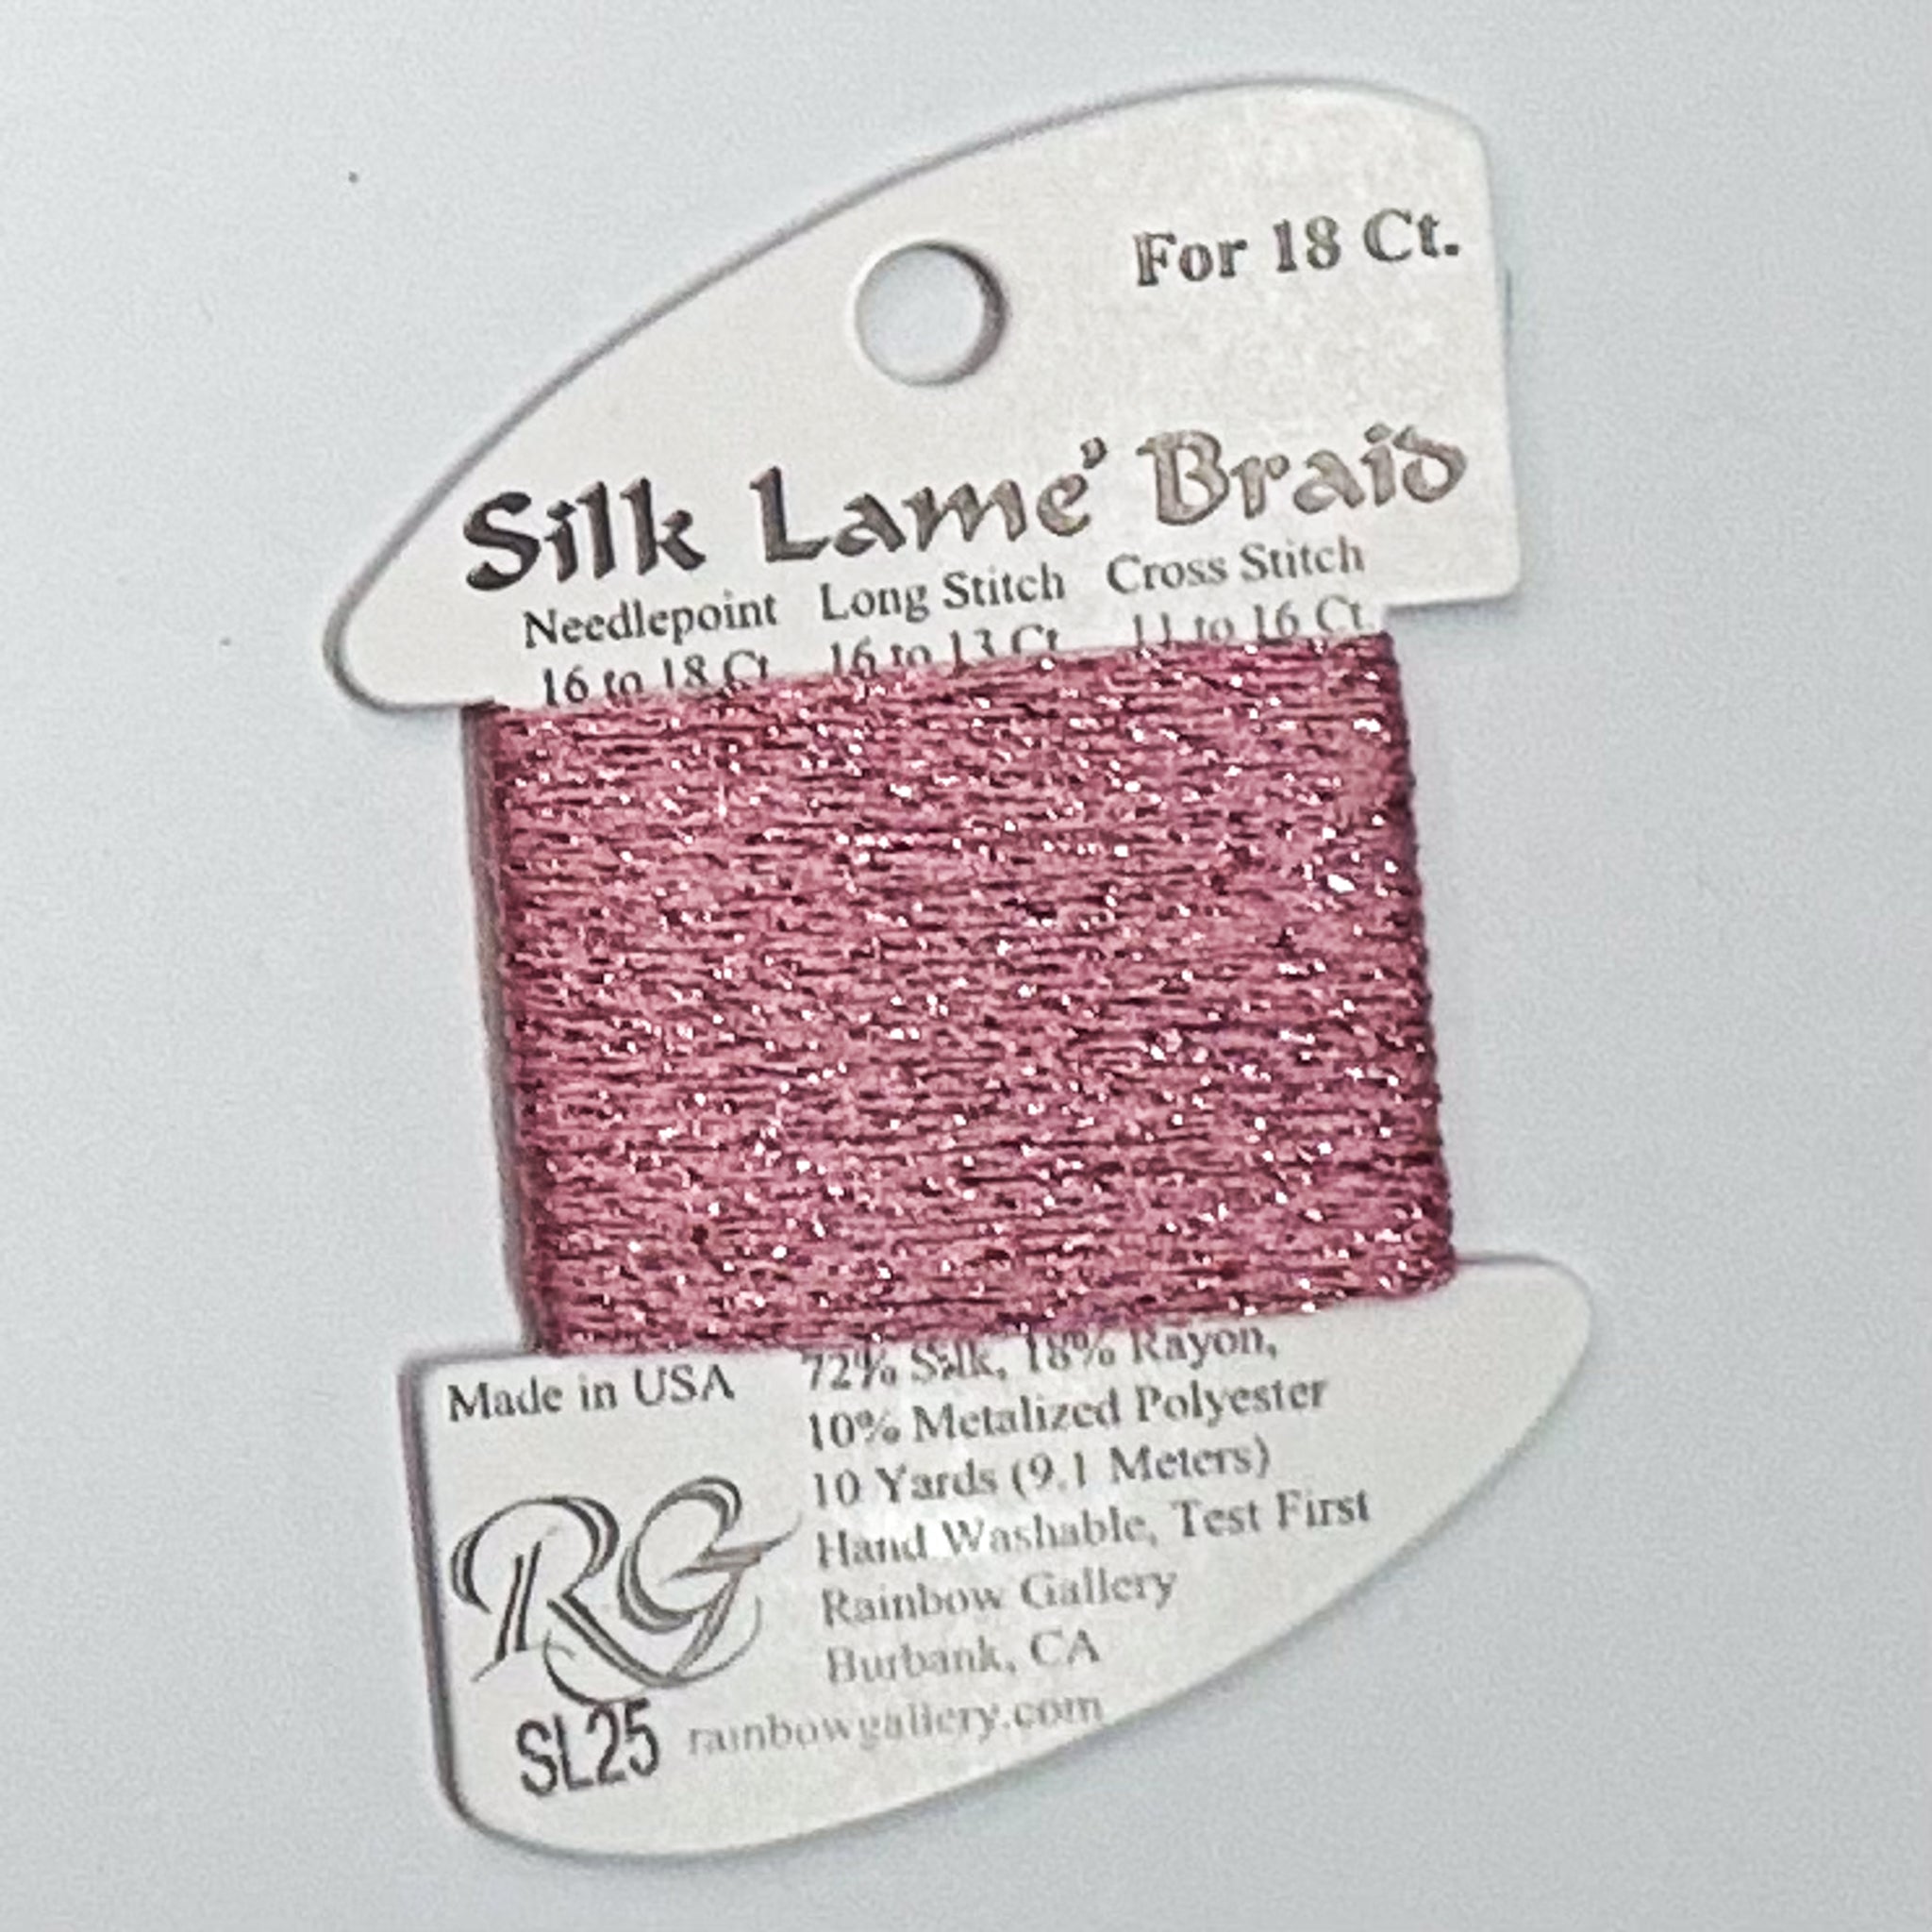 For 18 Ct.
Silk Lame' Braid
Needlepoint Long Stitch Cross Stitch
16 to 18 Ct. 16 to 13 Ct. 11 to 16 Ct.
Made in USA
72% Silk, 18% Rayon,
10% Metalized Polyester
10 Yards (9.1 Meters)
Hand Washable, Test First
Rainbow Gallery
Burbank, CA
rainbowgallery.com
RG
SL25